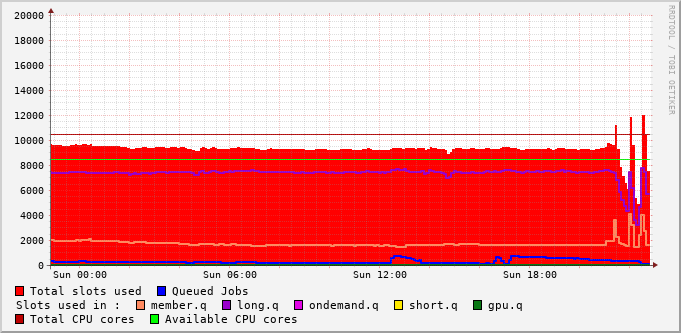 RRDTOOL / TOBI OETIKER
20000
18000
16000
14000
12000
10000
8000
6000
4000
2000
0
Sun 00:00 Sun 06:00 Sun 12:00 Sun 18:00
Total slots used Queued Jobs
Slots used in : member.q long.q ondemand.q short.q gpu.q
Total CPU cores Available CPU cores